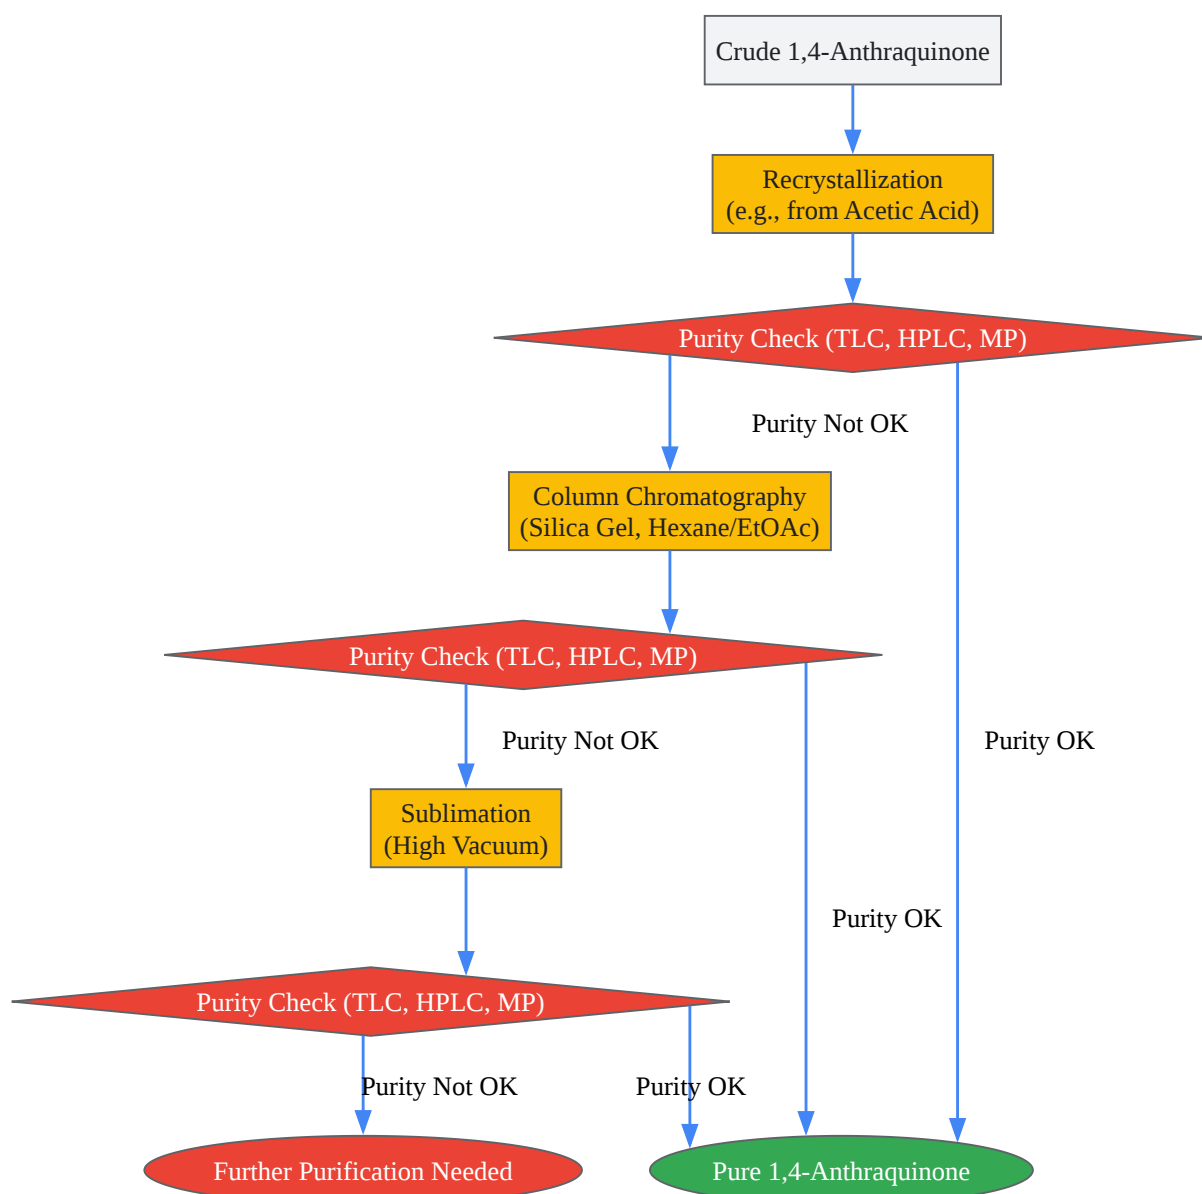 Crude 1,4-Anthraquinone
Recrystallization
(e.g., from Acetic Acid)
Purity Check (TLC, HPLC, MP)
Purity Not OK
Column Chromatography
(Silica Gel, Hexane/EtOAc)
Purity Check (TLC, HPLC, MP)
Purity Not OK
Purity OK
Sublimation
(High Vacuum)
Purity OK
Purity Check (TLC, HPLC, MP)
Purity Not OK
Purity OK
Further Purification Needed
Pure 1,4-Anthraquinone